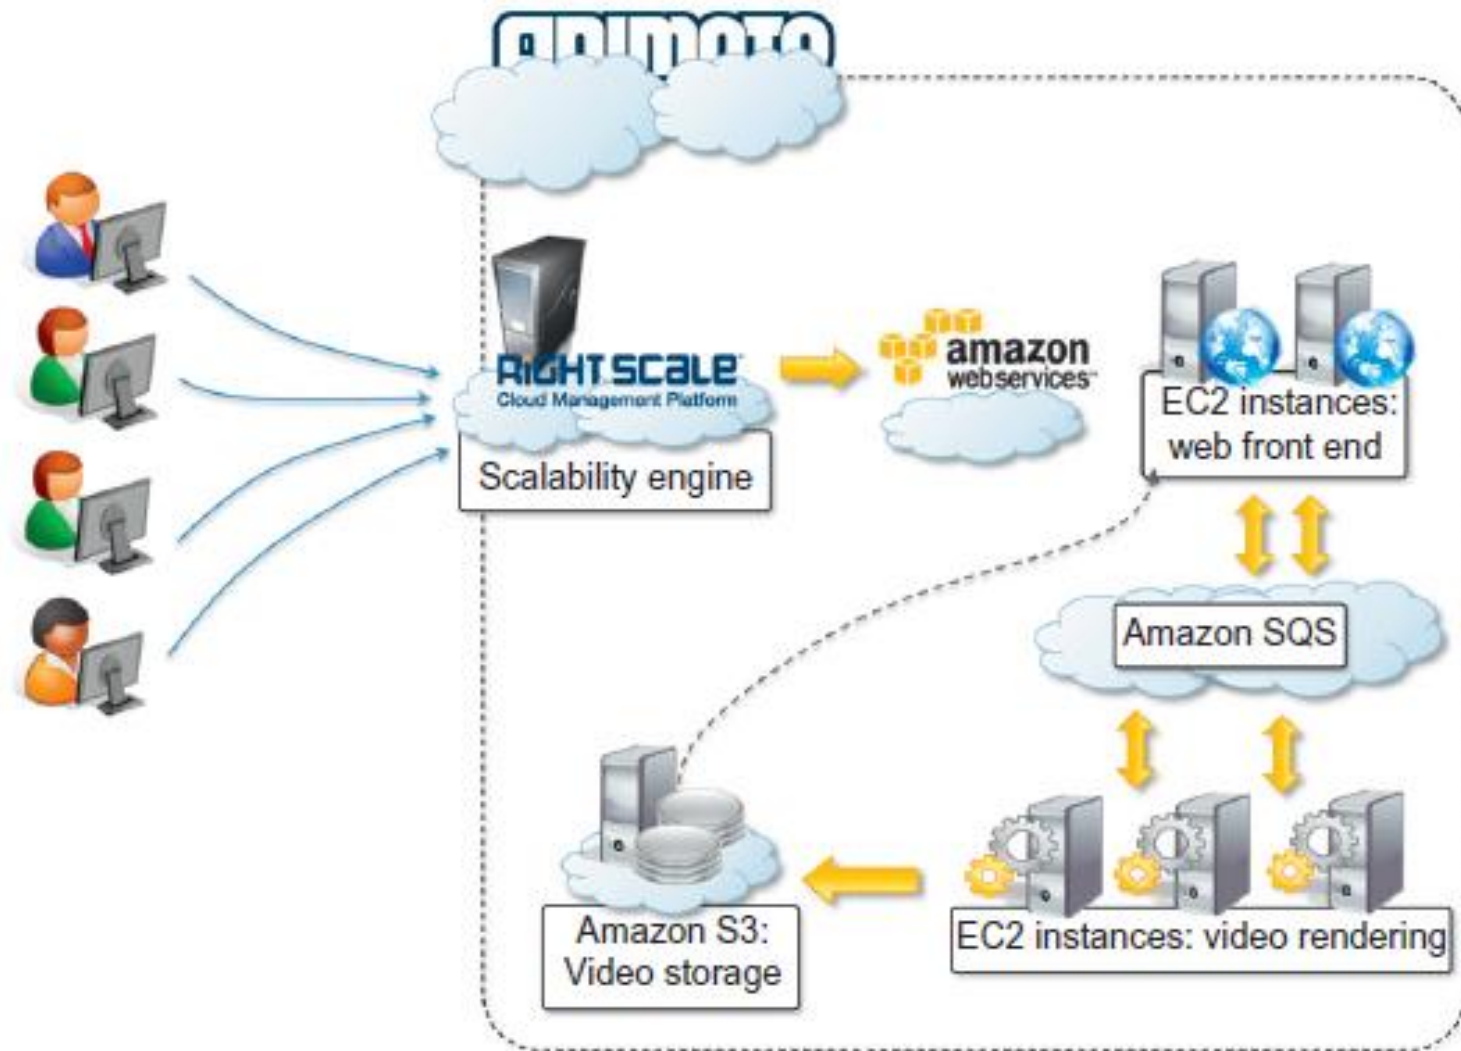 animoto
RIGHTSCALE
Cloud Management Platform
Scalability engine
amazon
webservices™
EC2 instances:
web front end
Amazon SQS
EC2 instances: video rendering
Amazon S3:
Video storage